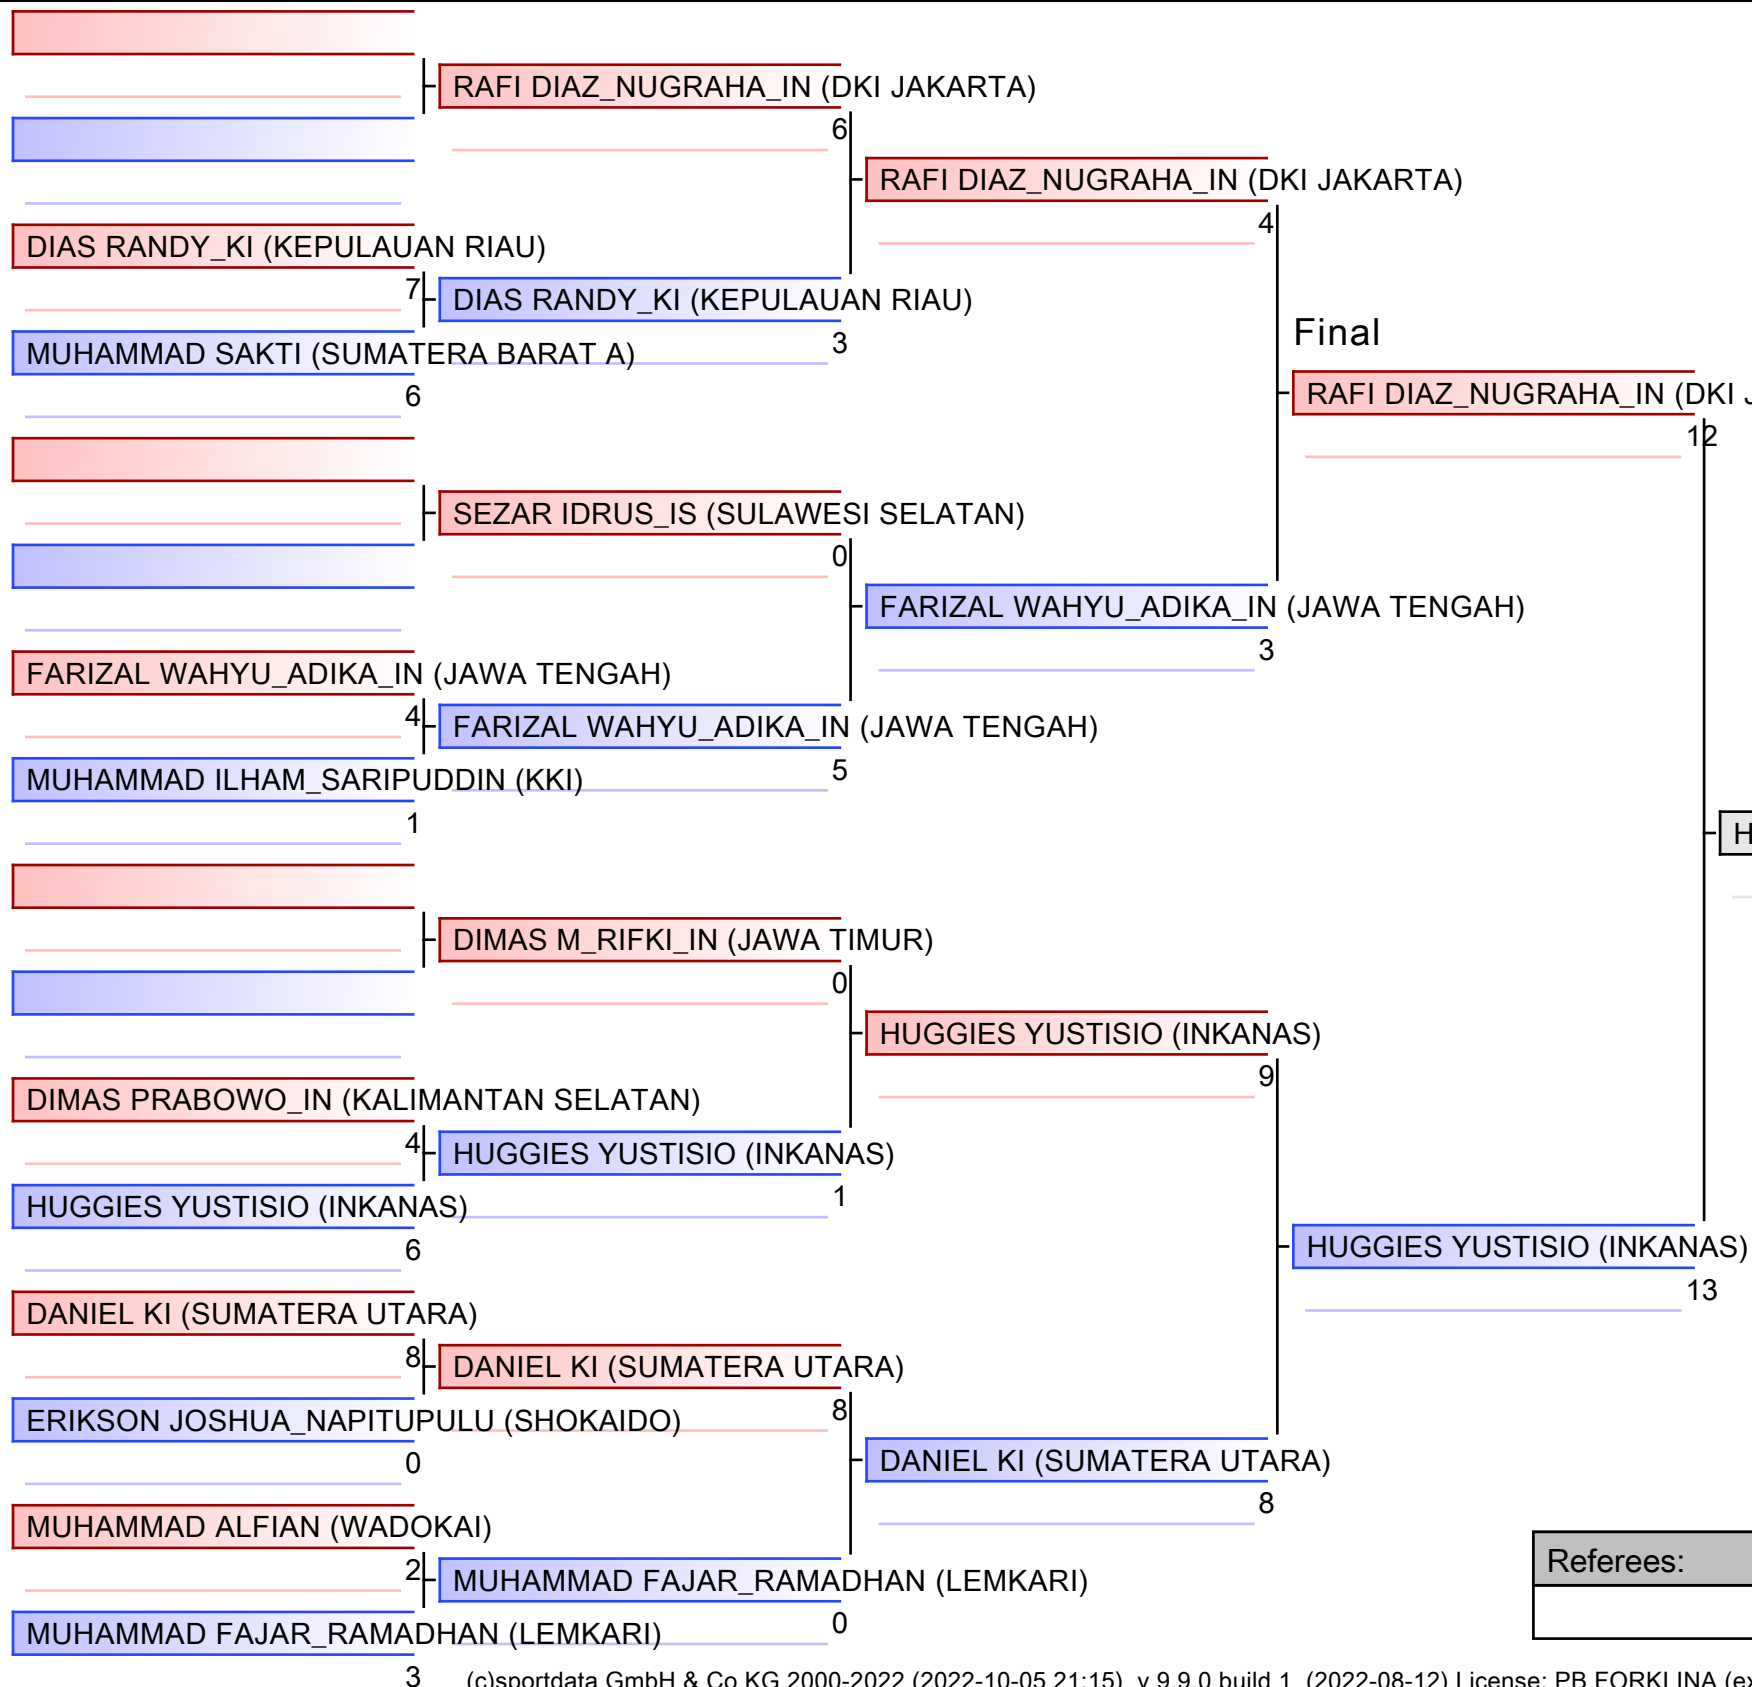 RAFI DIAZ_NUGRAHA_IN (DKI JAKARTA)
6
RAFI DIAZ_NUGRAHA_IN (DKI JAKARTA)
4
DIAS RANDY_KI (KEPULAUAN RIAU)
7
DIAS RANDY_KI (KEPULAUAN RIAU)
3
MUHAMMAD SAKTI (SUMATERA BARAT A)
6
Final
RAFI DIAZ_NUGRAHA_IN (DKI J
12
SEZAR IDRUS_IS (SULAWESI SELATAN)
0
FARIZAL WAHYU_ADIKA_IN (JAWA TENGAH)
3
FARIZAL WAHYU_ADIKA_IN (JAWA TENGAH)
4
FARIZAL WAHYU_ADIKA_IN (JAWA TENGAH)
5
MUHAMMAD ILHAM_SARIPUDDIN (KKI)
1
H
DIMAS M_RIFKI_IN (JAWA TIMUR)
0
HUGGIES YUSTISIO (INKANAS)
9
DIMAS PRABOWO_IN (KALIMANTAN SELATAN)
4
HUGGIES YUSTISIO (INKANAS)
1
HUGGIES YUSTISIO (INKANAS)
6
HUGGIES YUSTISIO (INKANAS)
13
DANIEL KI (SUMATERA UTARA)
8
DANIEL KI (SUMATERA UTARA)
8
ERIKSON JOSHUA_NAPITUPULU (SHOKAIDO)
0
DANIEL KI (SUMATERA UTARA)
8
MUHAMMAD ALFIAN (WADOKAI)
2
MUHAMMAD FAJAR_RAMADHAN (LEMKARI)
0
MUHAMMAD FAJAR_RAMADHAN (LEMKARI)
3
Referees:
(c)sportdata GmbH & Co KG 2000-2022 (2022-10-05 21:15) v 9.9.0 build 1 (2022-08-12) License: PB FORKI INA (ex